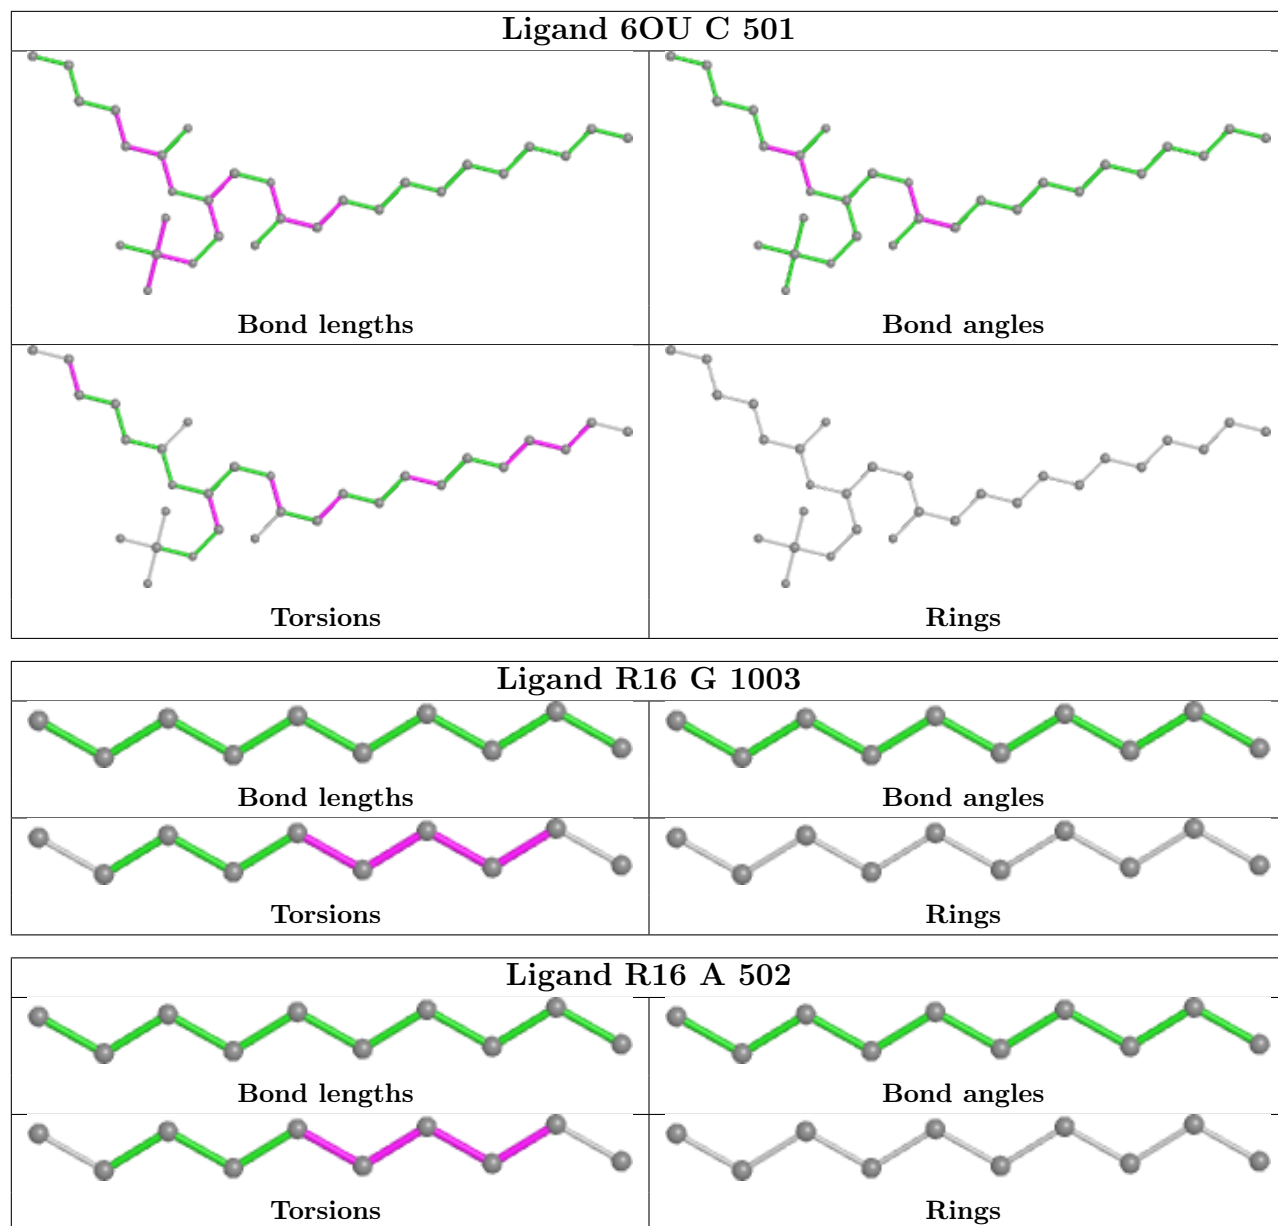 Ligand 6OU C 501
Bond lengths
Bond angles
Torsions
Rings
Ligand R16 G 1003
Bond lengths
Bond angles
Torsions
Rings
Ligand R16 A 502
Bond lengths
Bond angles
Torsions
Rings